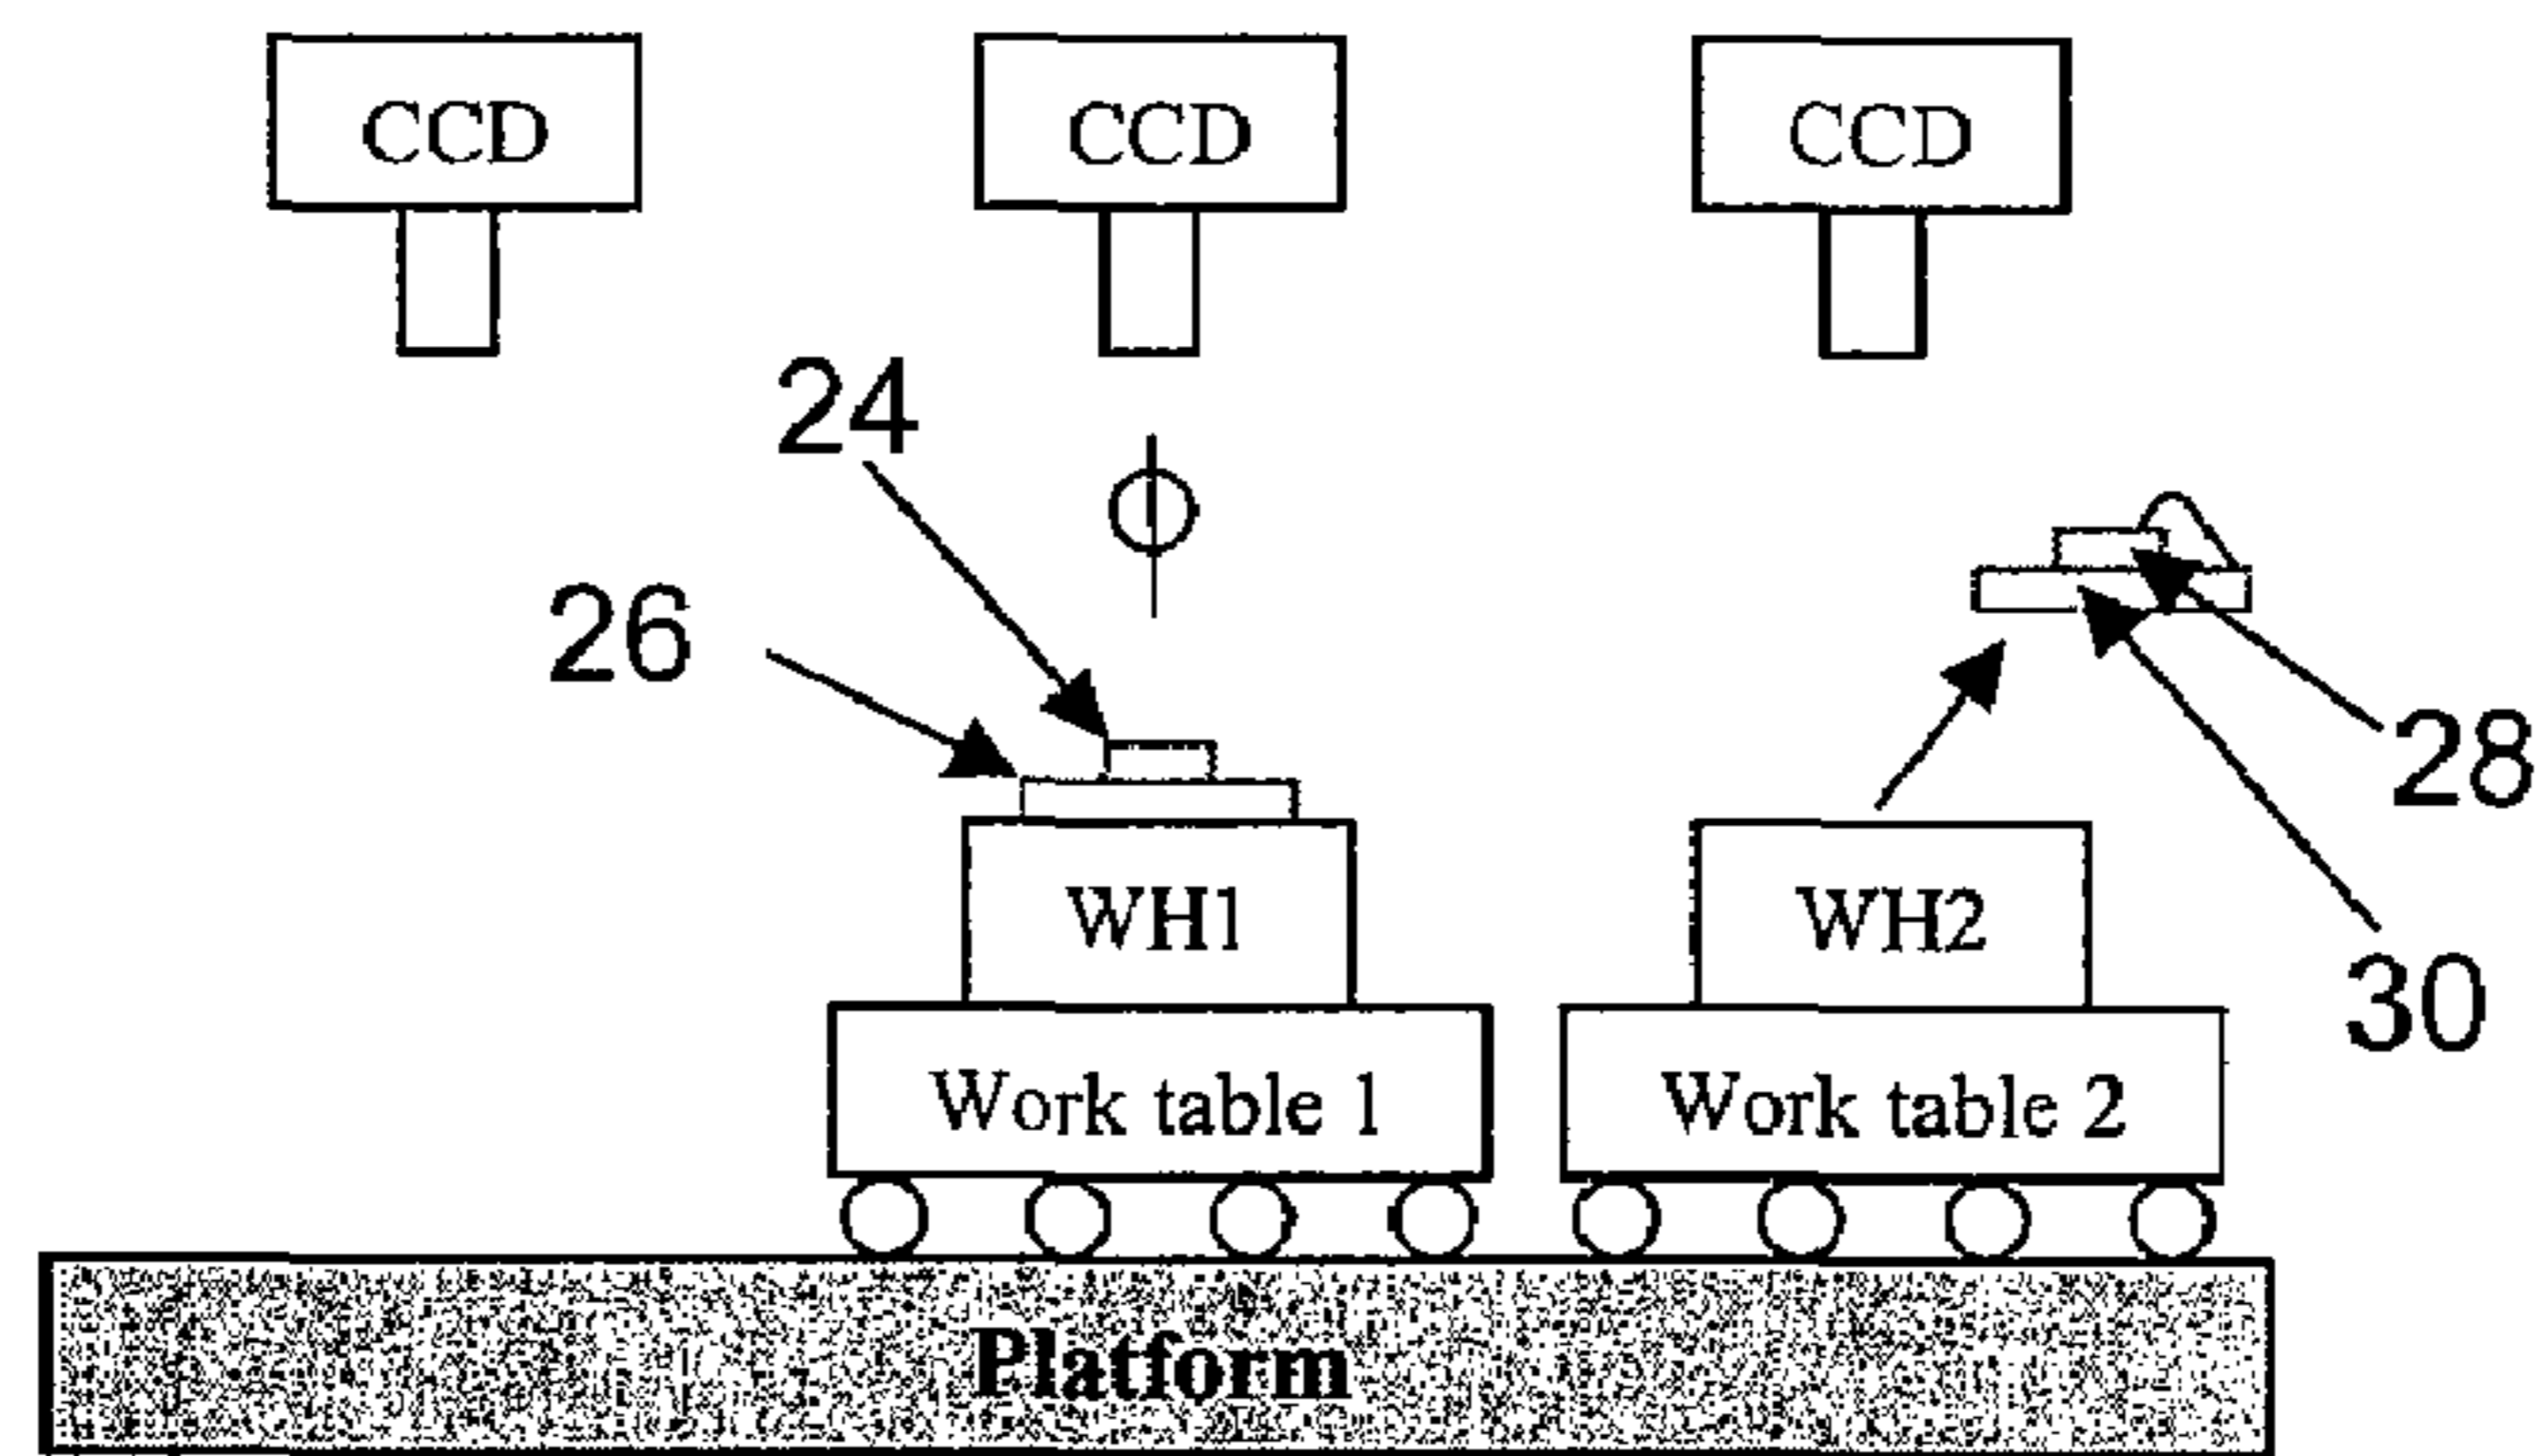 CCD CCD CCD
24
26
28
WH1 WH2
30
Work table 1 Work table 2
Platform